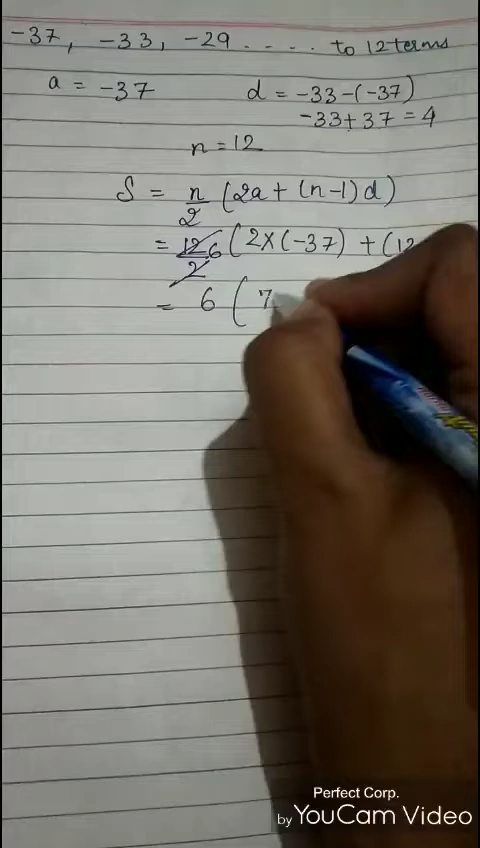 -37, -33, -29 ..... to 12 terms
a = -37 d = -33-(-37)
-33+37 = 4
n = 12
S = n/2 (2a + (n-1)d)
= 12/2 6 (2×(-37) + (12
= 6 ( 7
Perfect Corp.
by YouCam Video